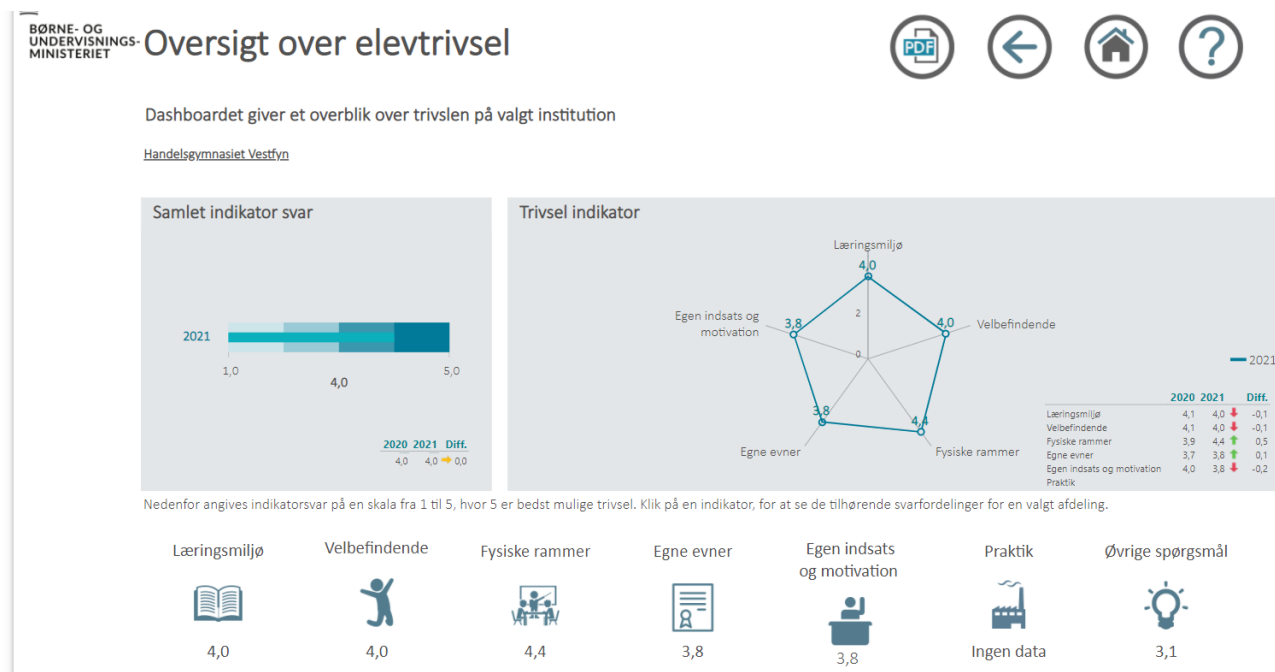 BØRNE- OG
UNDERVISNINGS-
MINISTERIET
Oversigt over elevtrivsel
PDF
?
Dashboardet giver et overblik over trivslen på valgt institution
Handelsgymnasiet Vestfyn
Samlet indikator svar
2021
1,0
5,0
4,0
2020 2021 Diff.
4,0 4,0 0,0
Trivsel indikator
Læringsmiljø
4,0
Egen indsats og
motivation
3,8
2
4,0
Velbefindende
0
2021
3,8
4,4
Egne evner
Fysiske rammer
2020 2021 Diff.
Læringsmiljø 4,1 4,0 -0,1
Velbefindende 4,1 4,0 -0,1
Fysiske rammer 3,9 4,4 0,5
Egne evner 3,7 3,8 0,1
Egen indsats og motivation 4,0 3,8 -0,2
Praktik
Nedenfor angives indikatorsvar på en skala fra 1 til 5, hvor 5 er bedst mulige trivsel. Klik på en indikator, for at se de tilhørende svarfordelinger for en valgt afdeling.
Læringsmiljø
4,0
Velbefindende
4,0
Fysiske rammer
4,4
Egne evner
3,8
Egen indsats
og motivation
3,8
Praktik
Ingen data
Øvrige spørgsmål
3,1